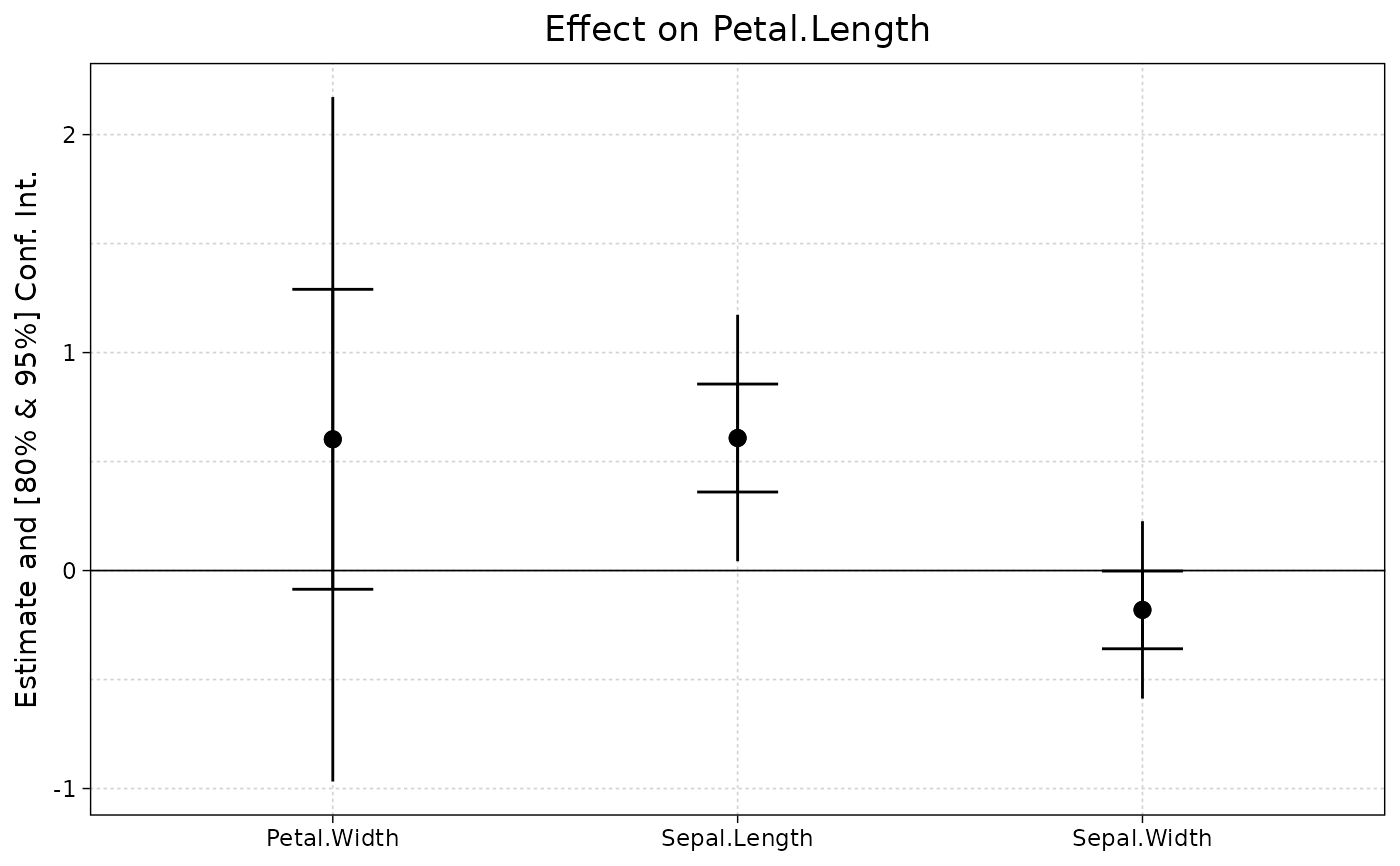 Effect on Petal.Length
Estimate and [80% & 95%] Conf. Int.
2
1
0
-1
Petal.Width
Sepal.Length
Sepal.Width